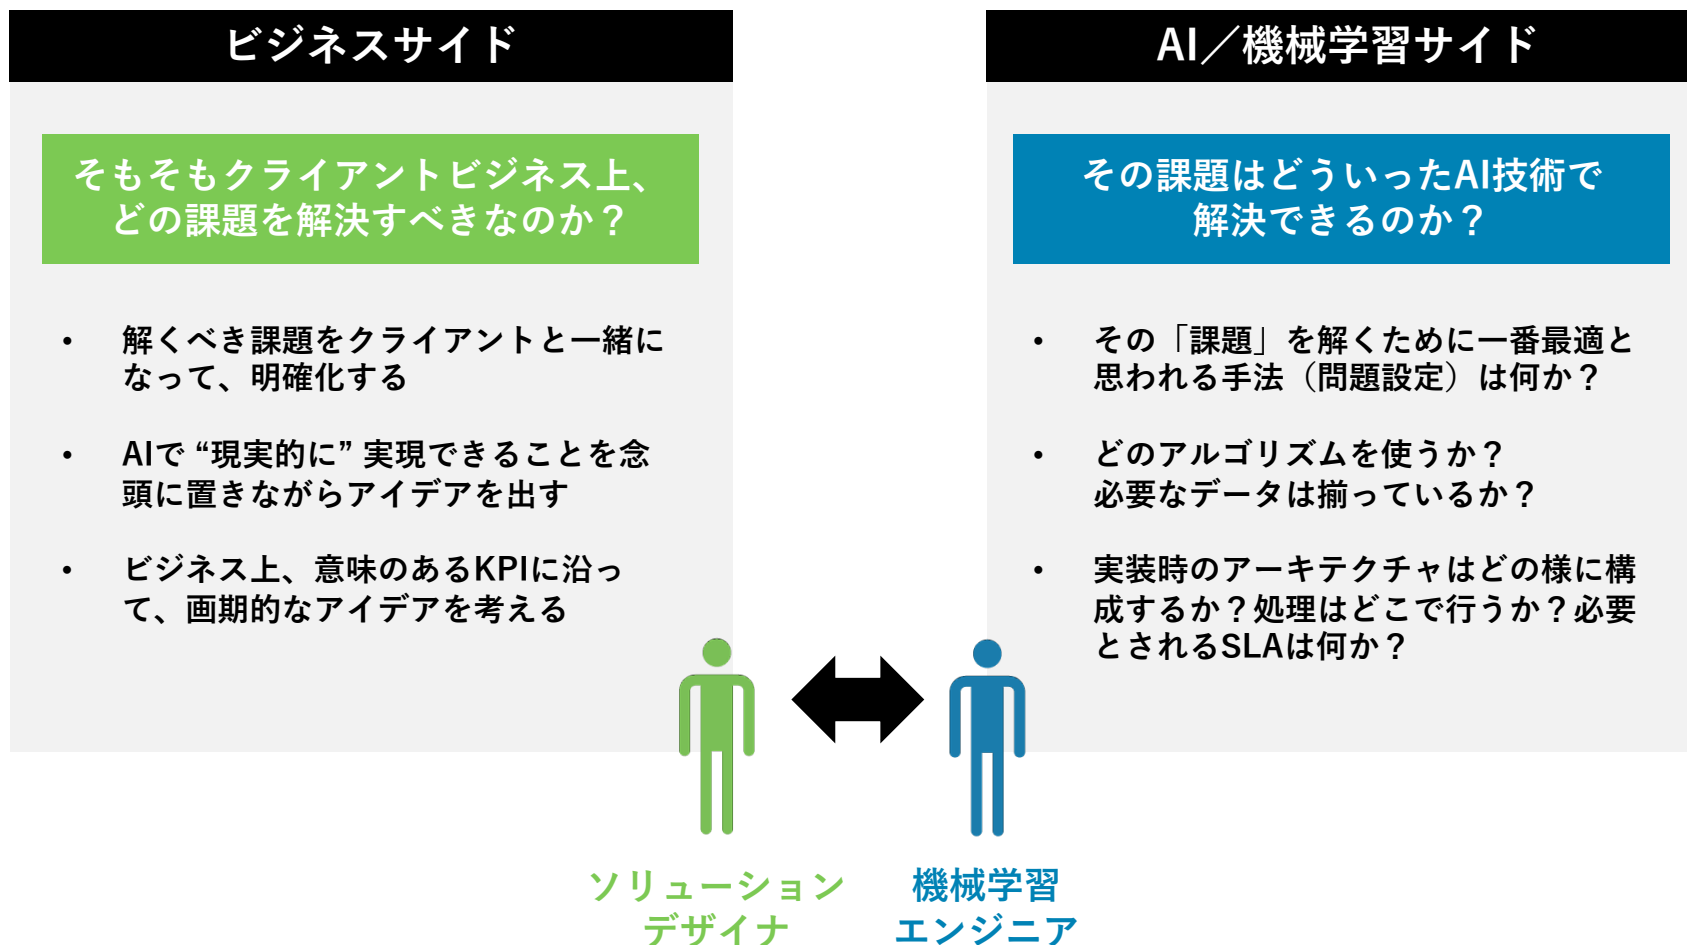 ビジネスサイド
そもそもクライアントビジネス上、
どの課題を解決すべきなのか？
• 解くべき課題をクライアントと一緒に
なって、明確化する
• AIで “現実的に” 実現できることを念
頭に置きながらアイデアを出す
• ビジネス上、意味のあるKPIに沿っ
て、画期的なアイデアを考える
AI／機械学習サイド
その課題はどういったAI技術で
解決できるのか？
• その「課題」を解くために一番最適と
思われる手法（問題設定）は何か？
• どのアルゴリズムを使うか？
必要なデータは揃っているか？
• 実装時のアーキテクチャはどの様に構
成するか？処理はどこで行うか？必要
とされるSLAは何か？
ソリューション
デザイナ
機械学習
エンジニア